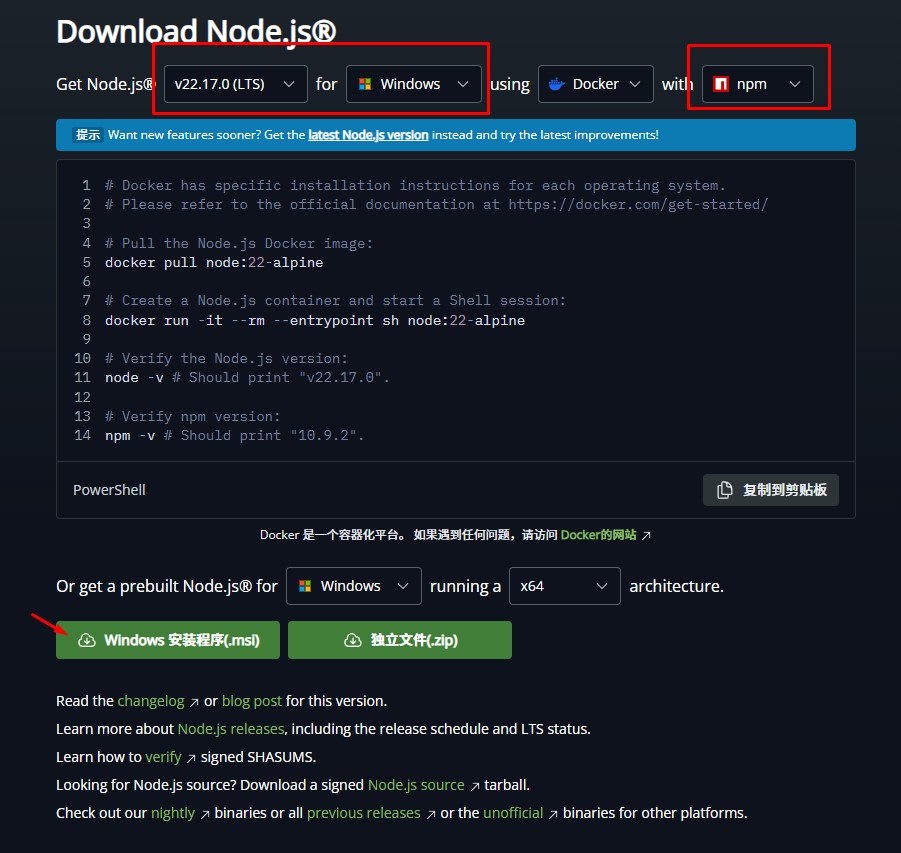 Download Node.js®
Get Node.js® v22.17.0 (LTS) for Windows using Docker with npm
提示 Want new features sooner? Get the latest Node.js version instead and try the latest improvements!
1 # Docker has specific installation instructions for each operating system.
2 # Please refer to the official documentation at https://docker.com/get-started/
3
4 # Pull the Node.js Docker image:
5 docker pull node:22-alpine
6
7 # Create a Node.js container and start a Shell session:
8 docker run -it --rm --entrypoint sh node:22-alpine
9
10 # Verify the Node.js version:
11 node -v # Should print "v22.17.0".
12
13 # Verify npm version:
14 npm -v # Should print "10.9.2".
PowerShell 复制到剪贴板
Docker 是一个容器化平台。 如果遇到任何问题，请访问 Docker的网站
Or get a prebuilt Node.js® for Windows running a x64 architecture.
Windows 安装程序(.msi) 独立文件(.zip)
Read the changelog or blog post for this version.
Learn more about Node.js releases, including the release schedule and LTS status.
Learn how to verify signed SHASUMS.
Looking for Node.js source? Download a signed Node.js source tarball.
Check out our nightly binaries or all previous releases or the unofficial binaries for other platforms.